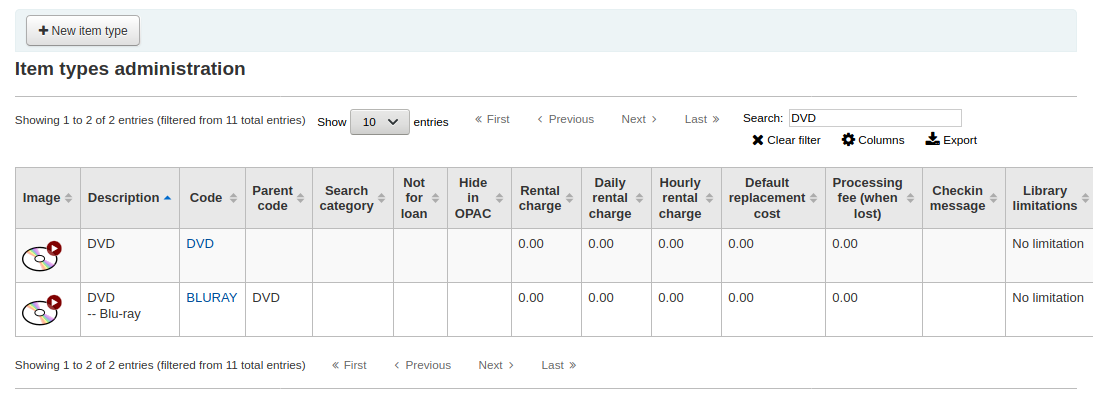 New item type
Item types administration
Showing 1 to 2 of 2 entries (filtered from 11 total entries) Show 10 entries First Previous Next Last Search: DVD
Clear filter Columns Export
Image Description Code Parent code Search category Not for loan Hide in OPAC Rental charge Daily rental charge Hourly rental charge Default replacement cost Processing fee (when lost) Checkin message Library limitations
DVD DVD 0.00 0.00 0.00 0.00 0.00 No limitation
DVD BLURAY DVD 0.00 0.00 0.00 0.00 0.00 No limitation
-- Blu-ray
Showing 1 to 2 of 2 entries (filtered from 11 total entries) First Previous Next Last